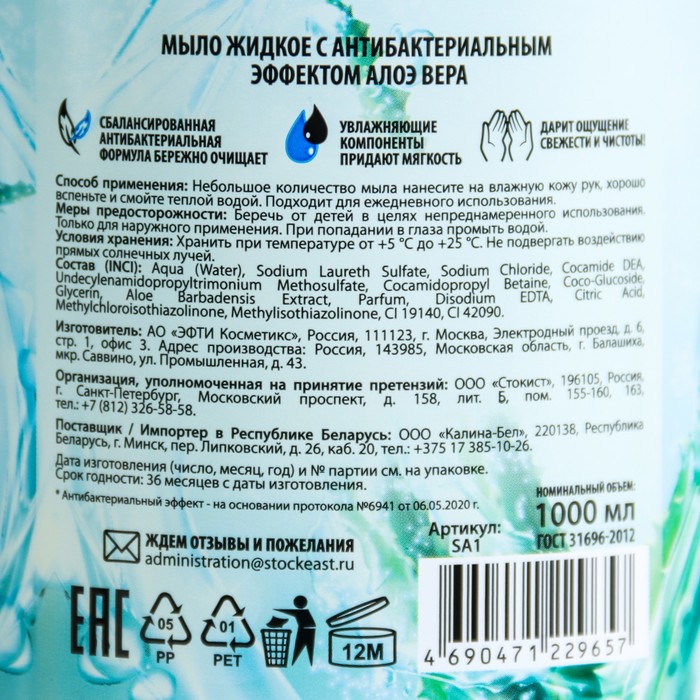 МЫЛО ЖИДКОЕ С АНТИБАКТЕРИАЛЬНЫМ
ЭФФЕКТОМ АЛОЭ ВЕРА
СБАЛАНСИРОВАННАЯ
АНТИБАКТЕРИАЛЬНАЯ
ФОРМУЛА БЕРЕЖНО ОЧИЩАЕТ
УВЛАЖНЯЮЩИЕ
КОМПОНЕНТЫ
ПРИДАЮТ МЯГКОСТЬ
ДАРИТ ОЩУЩЕНИЕ
СВЕЖЕСТИ И ЧИСТОТЫ!
Способ применения: Небольшое количество мыла нанесите на влажную кожу рук, хорошо
вспеньте и смойте теплой водой. Подходит для ежедневного использования.
Меры предосторожности: Беречь от детей в целях непреднамеренного использования.
Только для наружного применения. При попадании в глаза промыть водой.
Условия хранения: Хранить при температуре от +5 °С до +25 °С. Не подвергать воздействию
прямых солнечных лучей.
Состав (INCI): Aqua (Water), Sodium Laureth Sulfate, Sodium Chloride, Cocamide DEA,
Undecylenamidopropyltrimonium Methosulfate, Cocamidopropyl Betaine, Coco-Glucoside,
Glycerin, Aloe Barbadensis Extract, Parfum, Disodium EDTA, Citric Acid,
Methylchloroisothiazolinone, Methylisothiazolinone, CI 19140, CI 42090.
Изготовитель: АО «ЭФТИ Косметикс», Россия, 111123, г. Москва, Электродный проезд, д. 6,
стр. 1, офис 3. Адрес производства: Россия, 143985, Московская область, г. Балашиха,
мкр. Саввино, ул. Промышленная, д. 43.
Организация, уполномоченная на принятие претензий: ООО «Стокист», 196105, Россия,
г. Санкт-Петербург, Московский проспект, д. 158, лит. Б, пом. 155-160, 163,
тел.: +7 (812) 326-58-58.
Поставщик / Импортер в Республике Беларусь: ООО «Калина-Бел», 220138, Республика
Беларусь, г. Минск, пер. Липковский, д. 26, каб. 20, тел.: +375 17 385-10-26.
Дата изготовления (число, месяц, год) и № партии см. на упаковке.
Срок годности: 36 месяцев с даты изготовления.
* Антибактериальный эффект - на основании протокола №6941 от 06.05.2020 г.
НОМИНАЛЬНЫЙ ОБЪЕМ:
1000 мл
ГОСТ 31696-2012
Артикул:
SA1
ЖДЕМ ОТЗЫВЫ И ПОЖЕЛАНИЯ
administration@stockeast.ru
EAC
05
PP
01
PET
12M
4 690471 229657